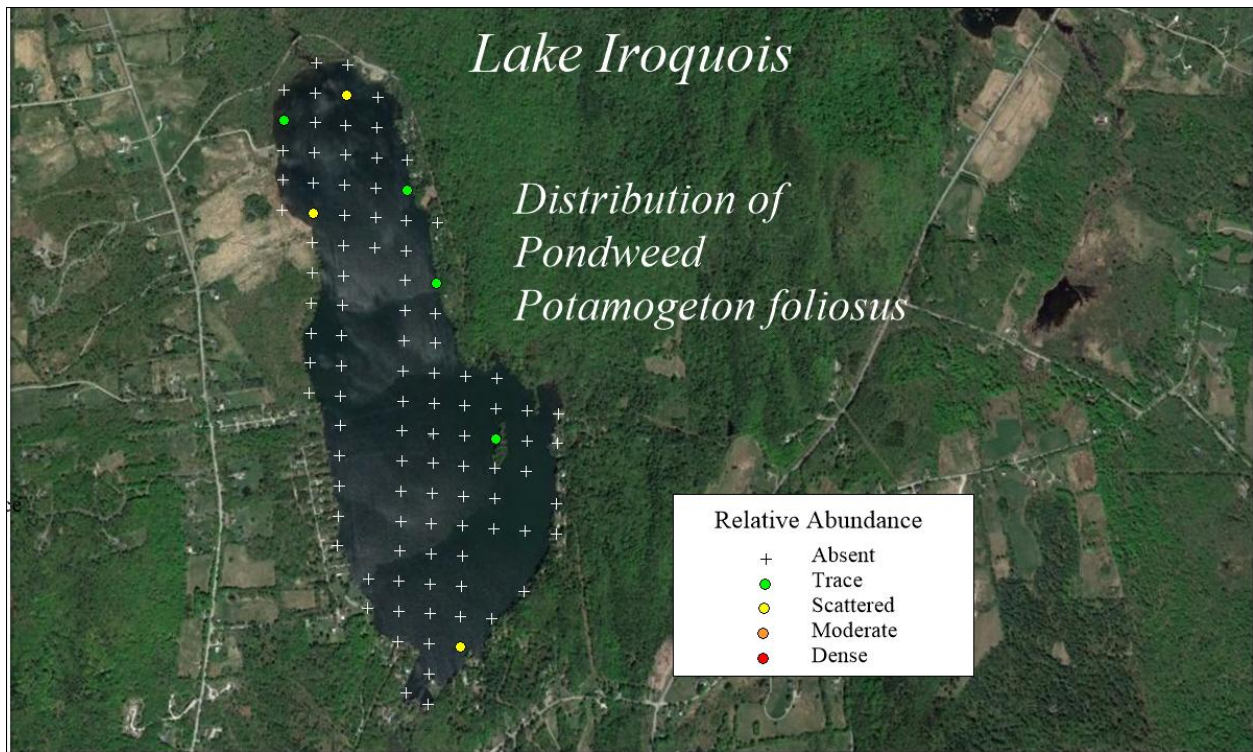 Lake Iroquois
Distribution of
Pondweed
Potamogeton foliosus
Relative Abundance
Absent
Trace
Scattered
Moderate
Dense